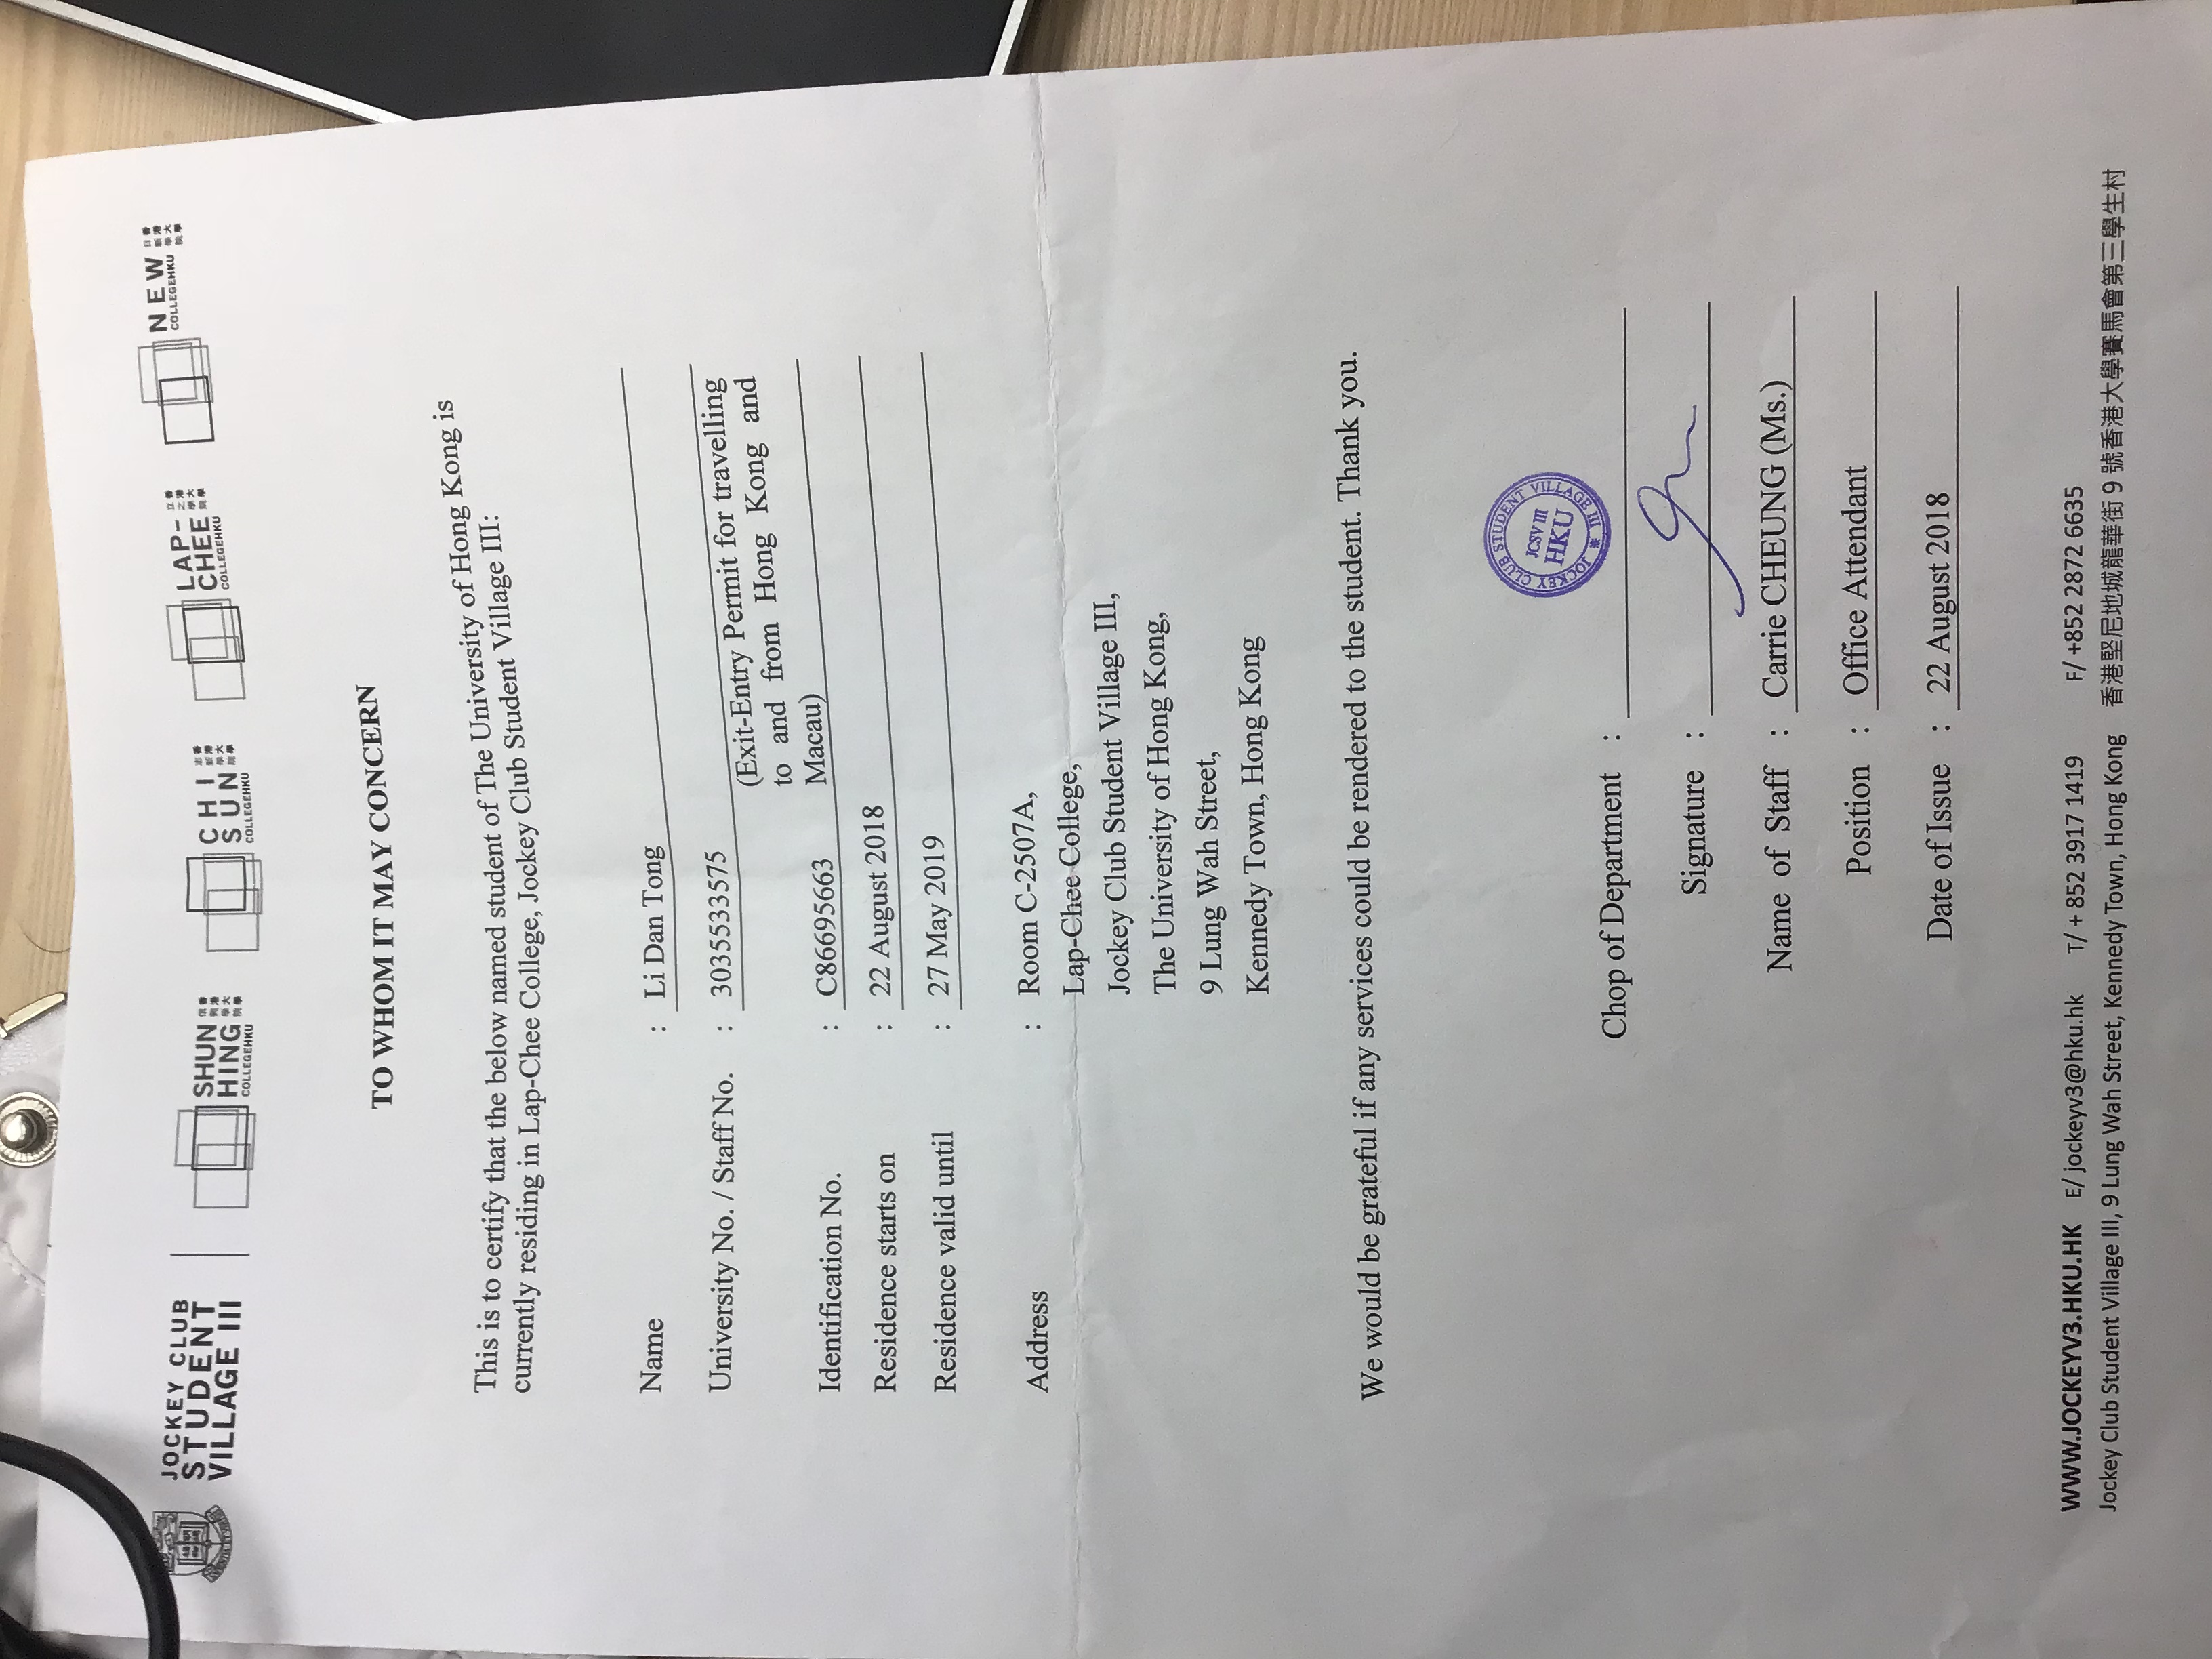 JOCKEY CLUB
STUDENT
VILLAGE III
SHUN
HING
COLLEGEHKU
香港大學
信興學院
CHI
SUN
COLLEGEHKU
香港大學
志新學院
LAP-
CHEE
COLLEGEHKU
香港大學
立之學院
NEW
COLLEGEHKU
香港大學
日新學院
TO WHOM IT MAY CONCERN
This is to certify that the below named student of The University of Hong Kong is
currently residing in Lap-Chee College, Jockey Club Student Village III:
Name : Li Dan Tong
University No. / Staff No. : 3035533575
(Exit-Entry Permit for travelling
to and from Hong Kong and
Identification No. : C86695663 Macau)
Residence starts on : 22 August 2018
Residence valid until : 27 May 2019
Address : Room C-2507A,
Lap-Chee College,
Jockey Club Student Village III,
The University of Hong Kong,
9 Lung Wah Street,
Kennedy Town, Hong Kong
We would be grateful if any services could be rendered to the student. Thank you.
JOCKEY CLUB STUDENT VILLAGE III
JCSV III
HKU
Chop of Department :
Signature :
Name of Staff : Carrie CHEUNG (Ms.)
Position : Office Attendant
Date of Issue : 22 August 2018
WWW.JOCKEYV3.HKU.HK E/ jockeyv3@hku.hk T/ + 852 3917 1419 F/ +852 2872 6635
Jockey Club Student Village III, 9 Lung Wah Street, Kennedy Town, Hong Kong 香港堅尼地城龍華街 9 號香港大學賽馬會第三學生村